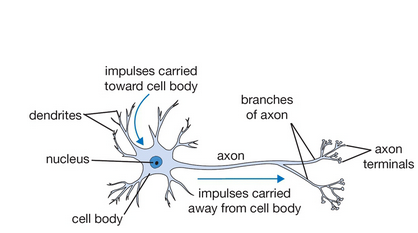 impulses carried
toward cell body
branches
of axon
dendrites
axon
terminals
nucleus
axon
impulses carried
away from cell body
cell body